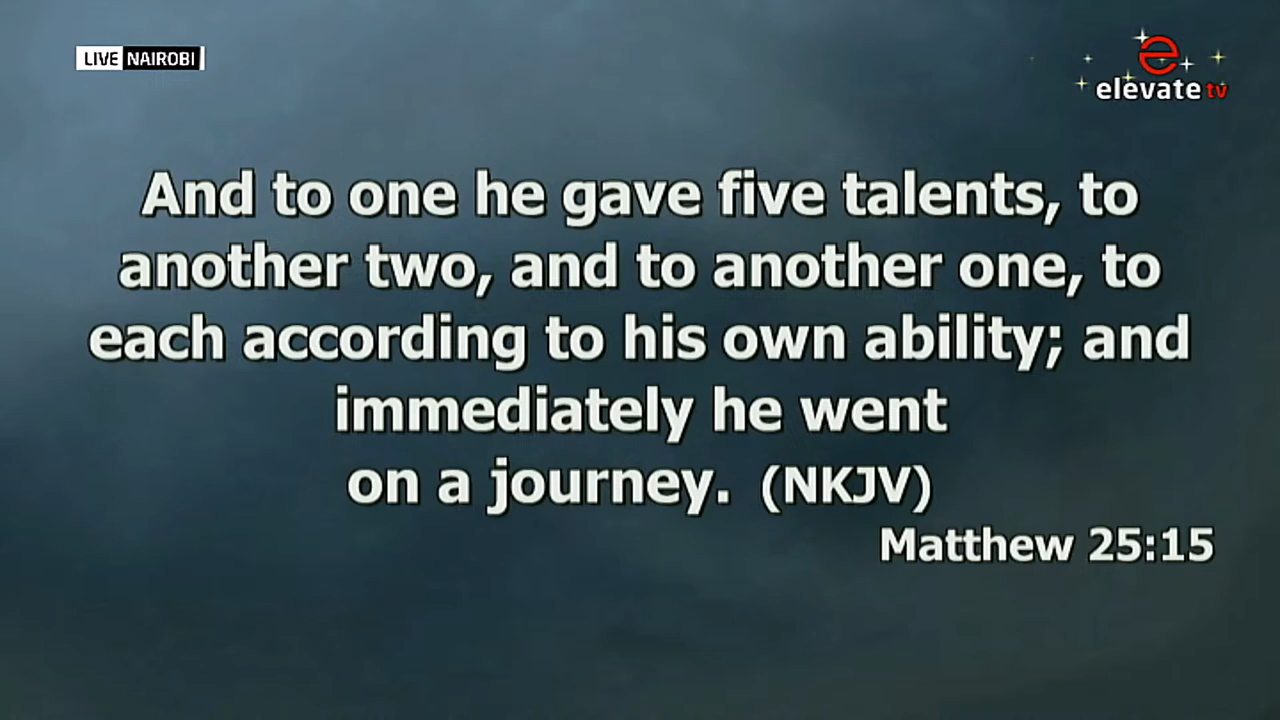 LIVE NAIROBI
e
elevate tv
And to one he gave five talents, to
another two, and to another one, to
each according to his own ability; and
immediately he went
on a journey. (NKJV)
Matthew 25:15